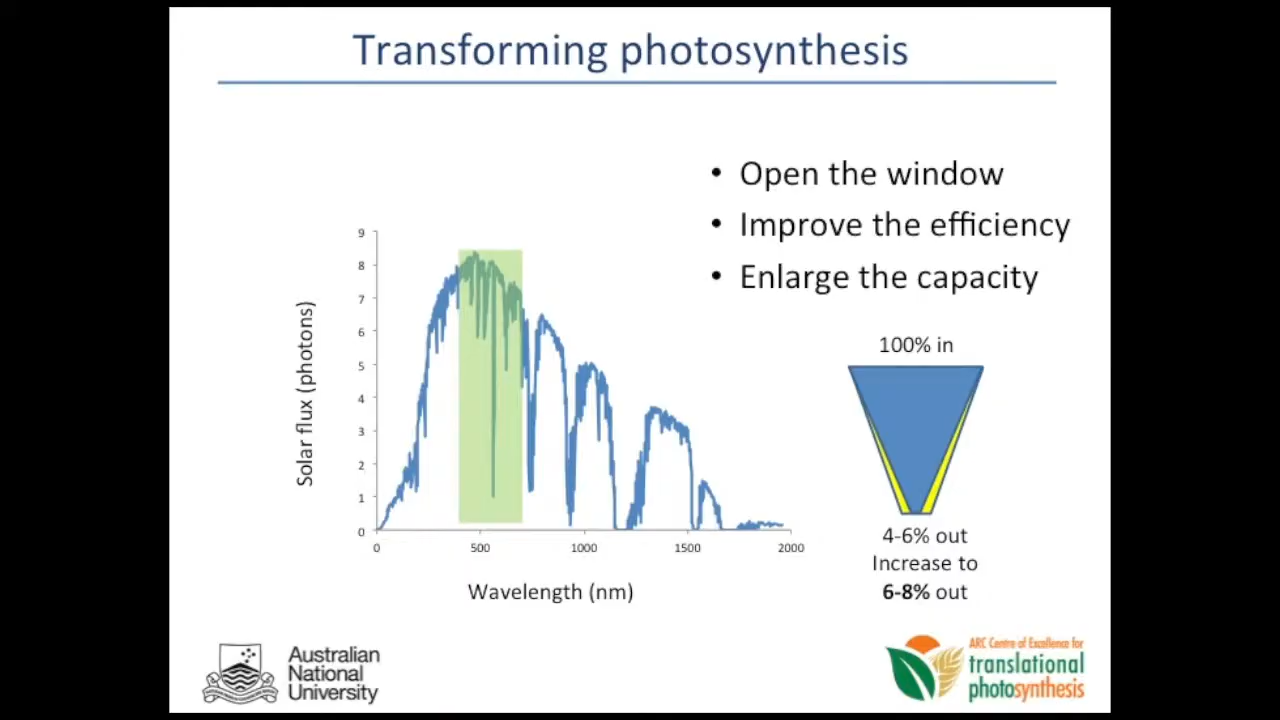 Transforming photosynthesis
• Open the window
• Improve the efficiency
• Enlarge the capacity
9
8
7
6
5
4
3
2
1
0
Solar flux (photons)
0 500 1000 1500 2000
Wavelength (nm)
100% in
4-6% out
Increase to
6-8% out
Australian
National
University
ARC Centre of Excellence for
translational
photosynthesis